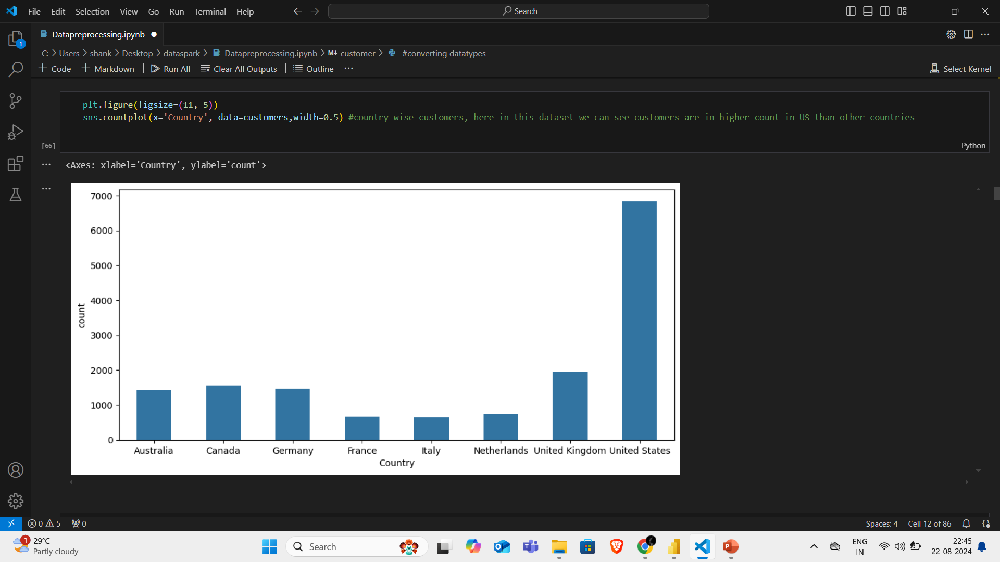 File Edit Selection View Go Run Terminal Help
Search
Datapreprocessing.ipynb
1
C: > Users > shank > Desktop > dataspark > Datapreprocessing.ipynb > M↓ customer > #converting datatypes
+ Code + Markdown | Run All Clear All Outputs | Outline ...
Select Kernel
plt.figure(figsize=(11, 5))
sns.countplot(x='Country', data=customers,width=0.5) #country wise customers, here in this dataset we can see customers are in higher count in US than other countries
[66]
Python
<Axes: xlabel='Country', ylabel='count'>
7000
6000
5000
4000
3000
2000
1000
0
count
Australia Canada Germany France Italy Netherlands United Kingdom United States
Country
0 5 0
Spaces: 4 Cell 12 of 86
1
29°C
Partly cloudy
Search
ENG
IN
22:45
22-08-2024